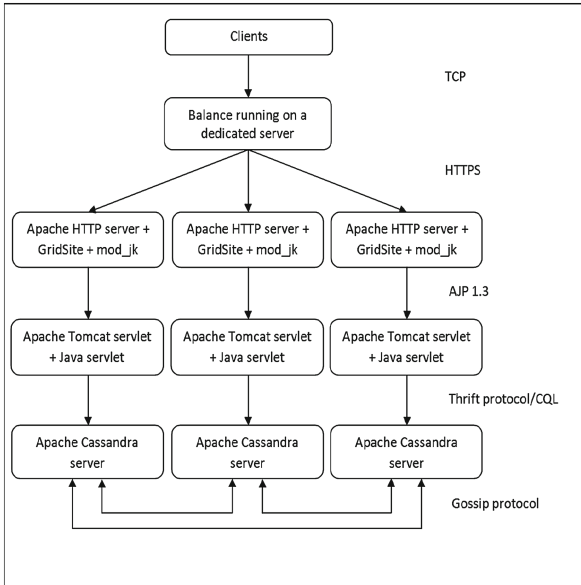 Clients
TCP
Balance running on a
dedicated server
HTTPS
Apache HTTP server +
GridSite + mod_jk
Apache HTTP server +
GridSite + mod_jk
Apache HTTP server +
GridSite + mod_jk
AJP 1.3
Apache Tomcat servlet
+ Java servlet
Apache Tomcat servlet
+ Java servlet
Apache Tomcat servlet
+ Java servlet
Thrift protocol/CQL
Apache Cassandra
server
Apache Cassandra
server
Apache Cassandra
server
Gossip protocol